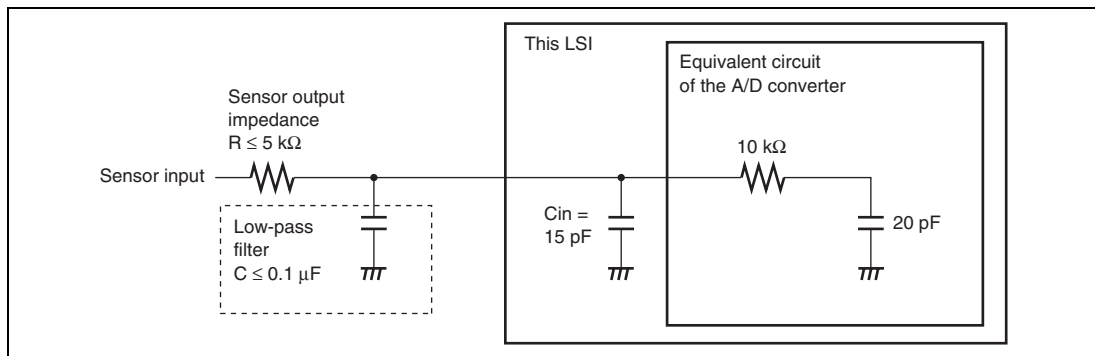 This LSI
Equivalent circuit
of the A/D converter
Sensor output
impedance
R ≤ 5 kΩ
10 kΩ
Sensor input
Low-pass
filter
C ≤ 0.1 μF
Cin =
15 pF
20 pF